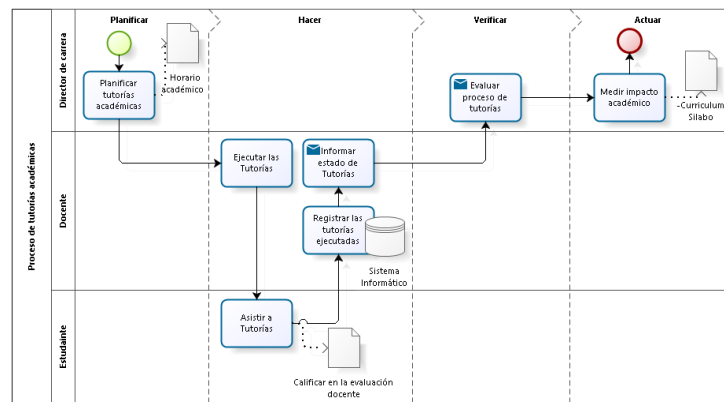 Planificar
Hacer
Verificar
Actuar
Proceso de tutorías académicas
Director de carrera
Planificar
tutorías
académicas
Horario
académico
Evaluar
proceso de
tutorías
Medir impacto
académico
-Curriculum
Silabo
Docente
Ejecutar las
Tutorías
Informar
estado de
Tutorías
Registrar las
tutorías
ejecutadas
Sistema
Informático
Estudainte
Asistir a
Tutorías
Calificar en la evaluación
docente